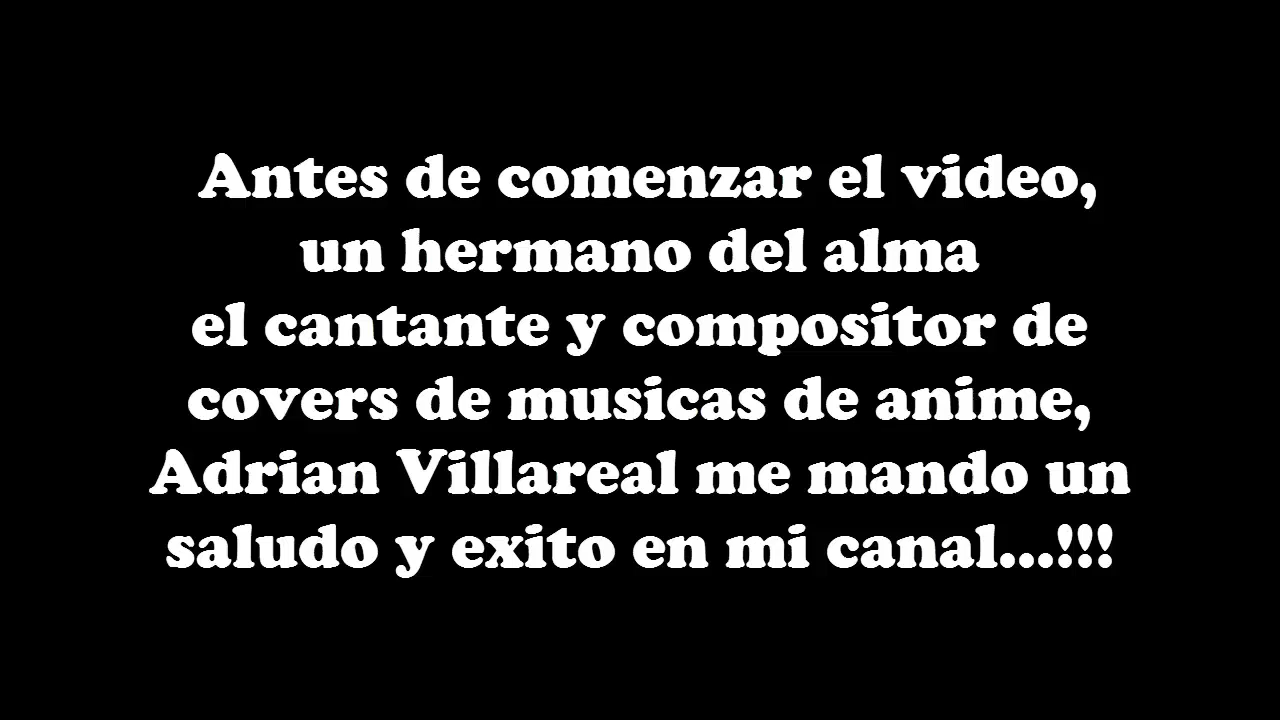 Antes de comenzar el video,
un hermano del alma
el cantante y compositor de
covers de musicas de anime,
Adrian Villareal me mando un
saludo y exito en mi canal...!!!